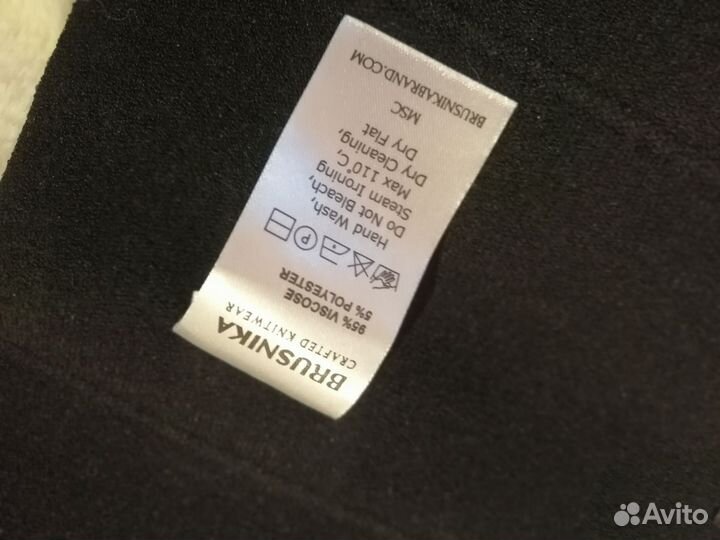 BRUSNIKA
CRAFTED KNITWEAR
95% VISCOSE
5% POLYESTER
P
Hand Wash,
Do Not Bleach,
Steam Ironing
Max 110°C,
Dry Cleaning,
Dry Flat
MSC
BRUSNIKABRAND.COM
Avito